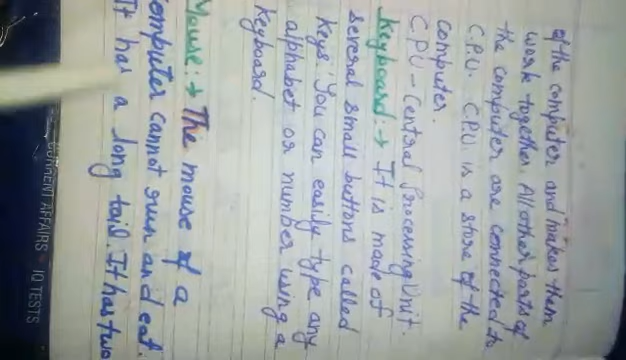 of the computer and makes them
work together. All other parts of
the computer are connected to
C.P.U. C.P.U is a store of the
computer.
C.P.U - Central Processing Unit.
Keyboard :→ It is made of
several small buttons called
keys. You can easily type any
alphabet or number using a
Keyboard.
Mouse :→ The mouse of a
computer cannot run and eat.
It has a long tail. It has two
CURRENT AFFAIRS IQ TESTS